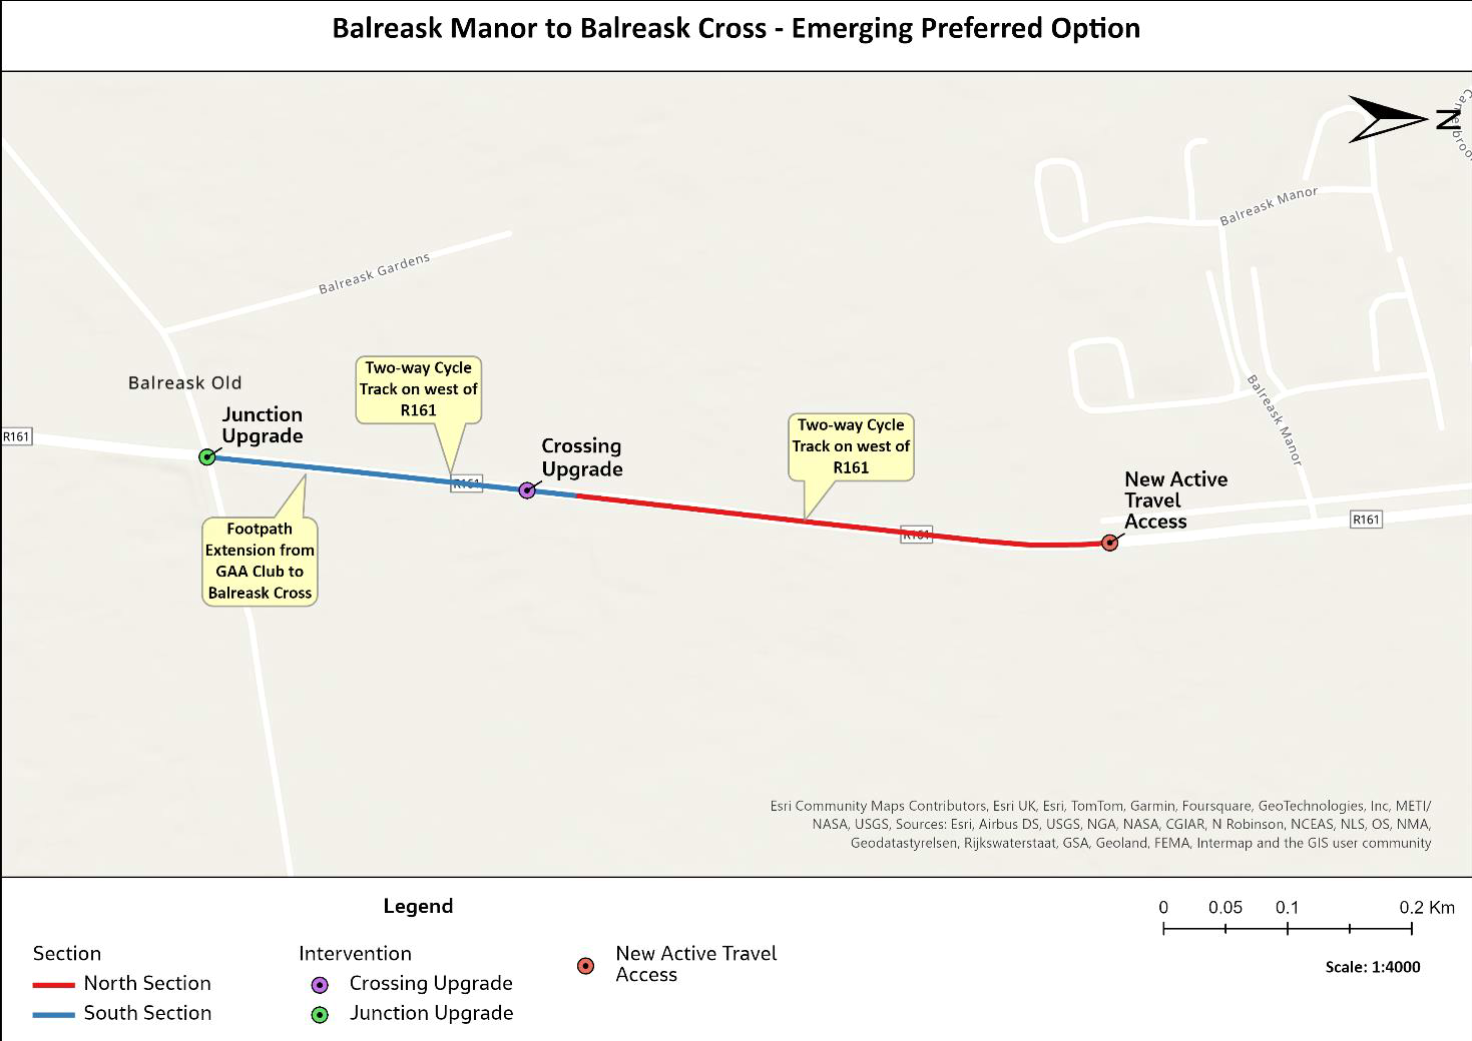 Balreask Manor to Balreask Cross - Emerging Preferred Option
N
Balreask Manor
Balreask Gardens
Balreask Old
R161
Junction
Upgrade
Two-way Cycle
Track on west of
R161
R161
Crossing
Upgrade
Two-way Cycle
Track on west of
R161
R161
Balreask Manor
New Active
Travel
Access
R161
Footpath
Extension from
GAA Club to
Balreask Cross
Esri Community Maps Contributors, Esri UK, Esri, TomTom, Garmin, Foursquare, GeoTechnologies, Inc, METI/
NASA, USGS, Sources: Esri, Airbus DS, USGS, NGA, NASA, CGIAR, N Robinson, NCEAS, NLS, OS, NMA,
Geodatastyrelsen, Rijkswaterstaat, GSA, Geoland, FEMA, Intermap and the GIS user community
Legend
Section
North Section
South Section
Intervention
Crossing Upgrade
Junction Upgrade
New Active Travel
Access
0 0.05 0.1 0.2 Km
Scale: 1:4000